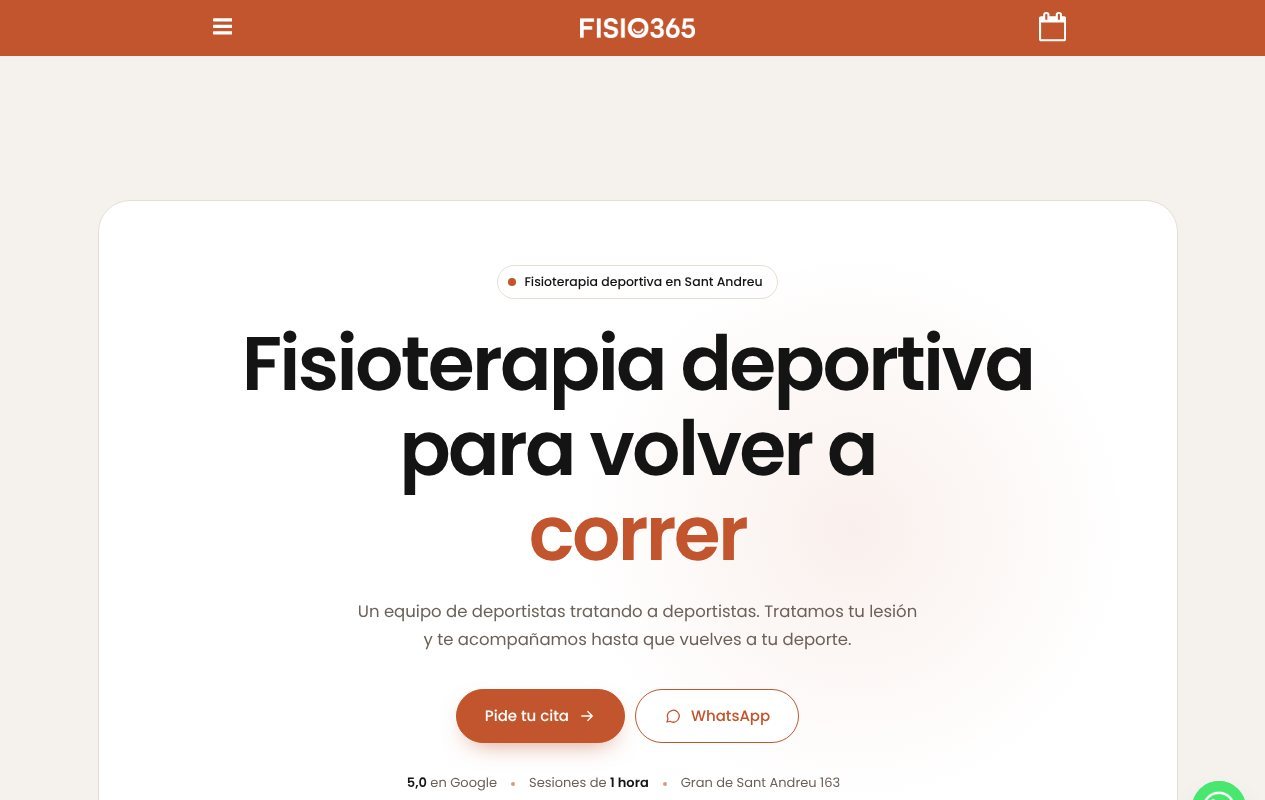 FISIO365
Fisioterapia deportiva en Sant Andreu
Fisioterapia deportiva
para volver a
correr
Un equipo de deportistas tratando a deportistas. Tratamos tu lesión
y te acompañamos hasta que vuelves a tu deporte.
Pide tu cita → WhatsApp
5,0 en Google • Sesiones de 1 hora • Gran de Sant Andreu 163